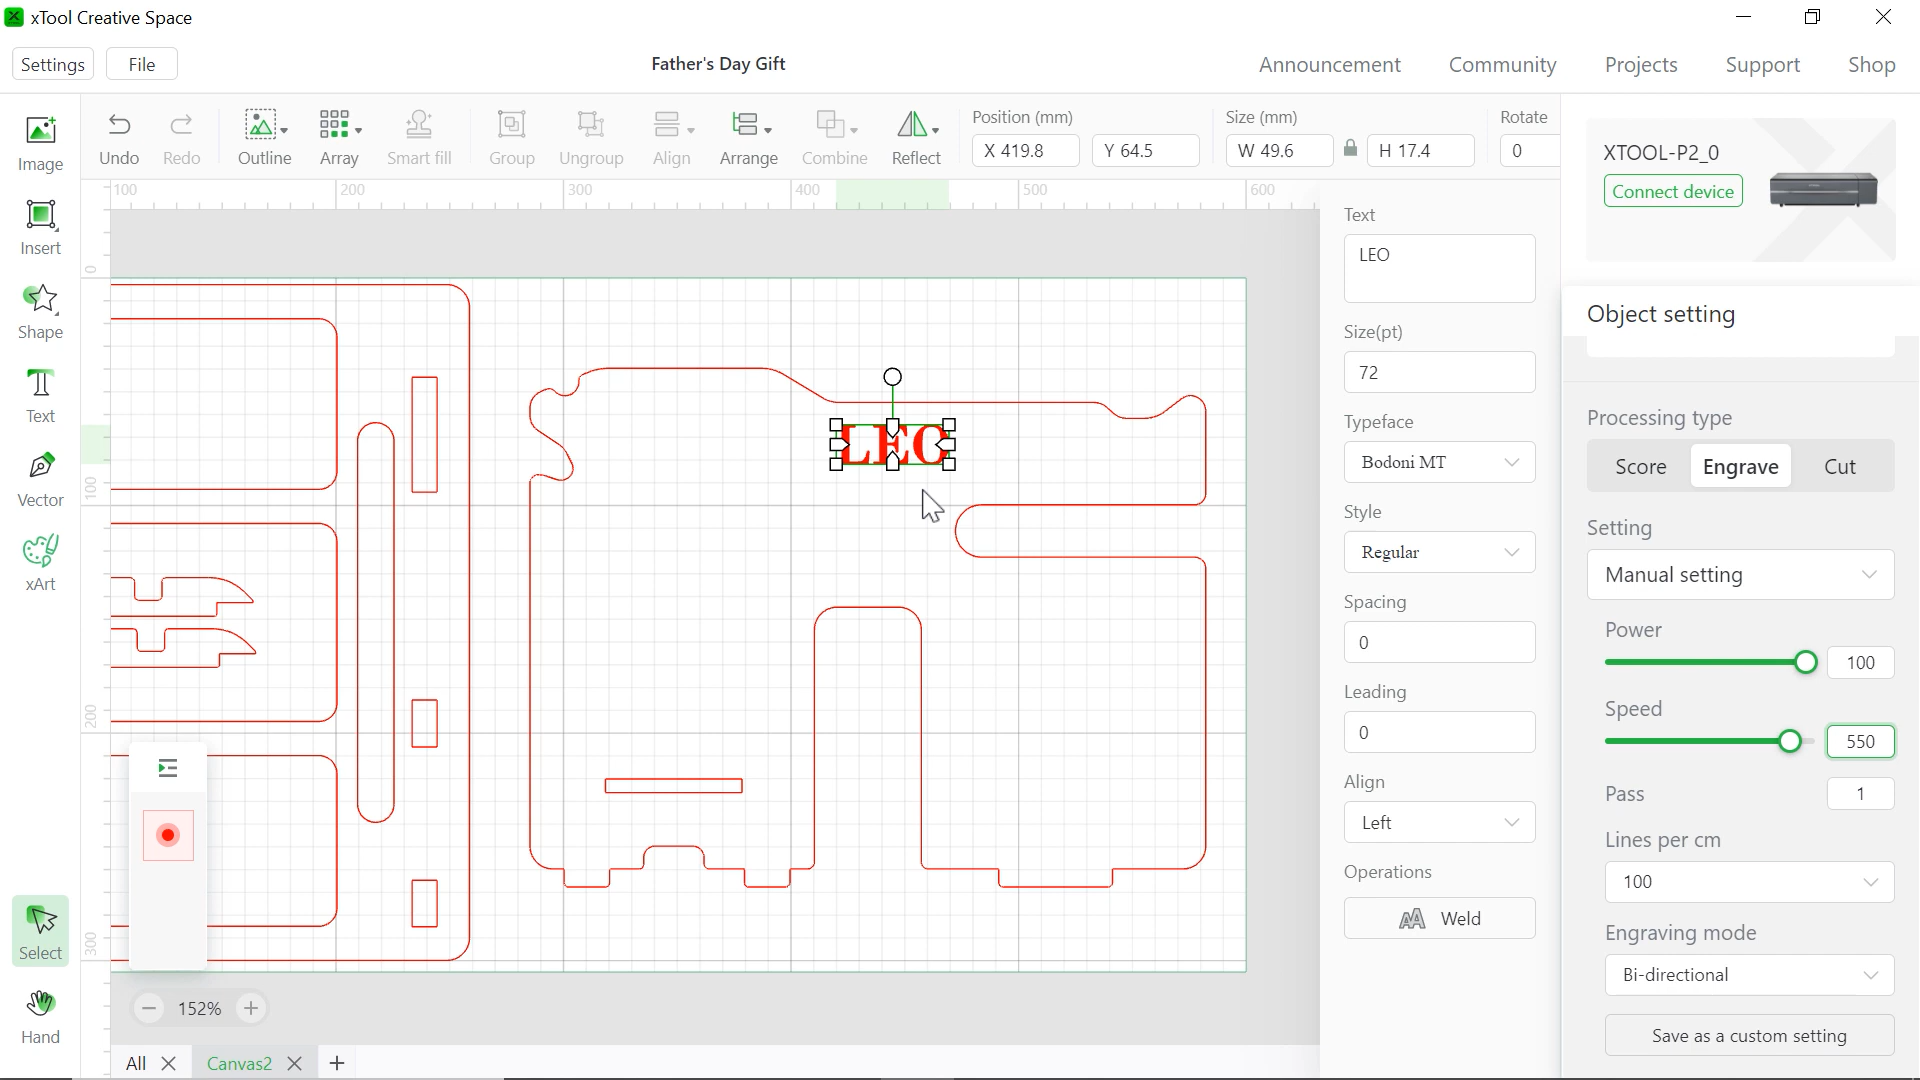 xTool Creative Space
Settings
File
Father's Day Gift
Announcement
Community
Projects
Support
Shop
Image
Insert
Shape
Text
Vector
xArt
Select
Hand
Undo
Redo
Outline
Array
Smart fill
Group
Ungroup
Align
Arrange
Combine
Reflect
Position (mm)
X 419.8
Y 64.5
Size (mm)
W 49.6
H 17.4
Rotate
0
100
200
300
400
500
600
0
100
200
300
LEO
152%
All
Canvas2
Text
LEO
Size(pt)
72
Typeface
Bodoni MT
Style
Regular
Spacing
0
Leading
0
Align
Left
Operations
Weld
XTOOL-P2_0
Connect device
Object setting
Processing type
Score
Engrave
Cut
Setting
Manual setting
Power
100
Speed
550
Pass
1
Lines per cm
100
Engraving mode
Bi-directional
Save as a custom setting